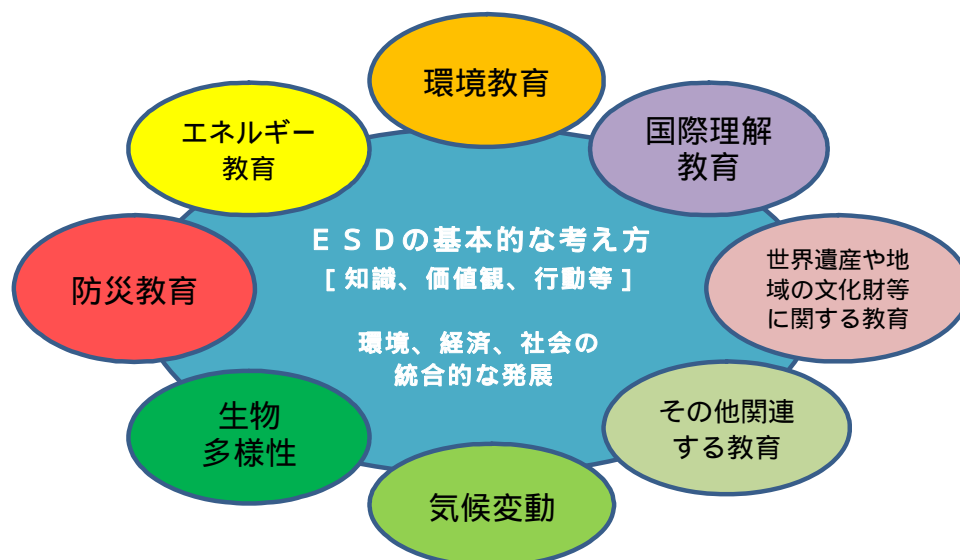 環境教育
エネルギー
教育
国際理解
教育
ＥＳＤの基本的な考え方
[知識、価値観、行動等]
環境、経済、社会の
統合的な発展
防災教育
世界遺産や地
域の文化財等
に関する教育
生物
多様性
その他関連
する教育
気候変動